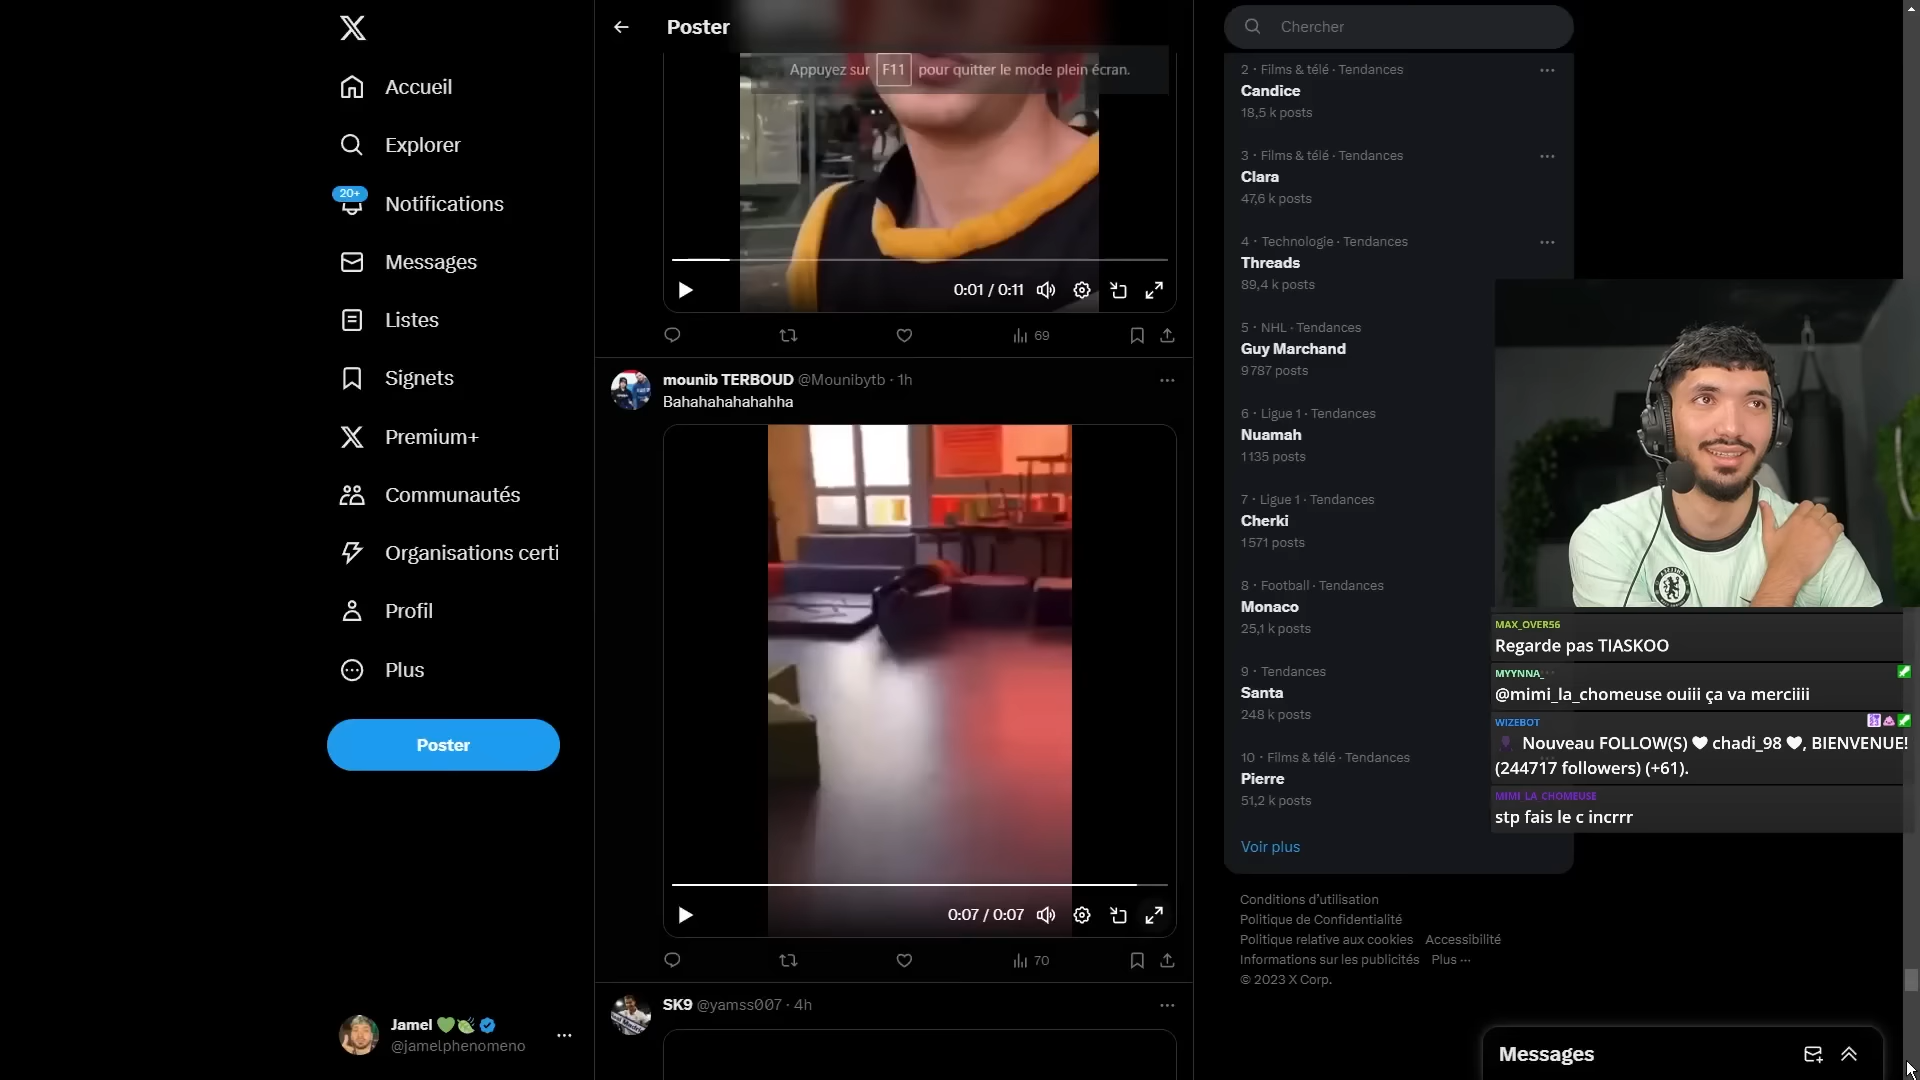 Accueil
Explorer
20+
Notifications
Messages
Listes
Signets
Premium+
Communautés
Organisations certi
Profil
Plus
Poster
Jamel
@jamelphenomeno
Poster
Appuyez sur F11 pour quitter le mode plein écran.
0:01 / 0:11
69
mounib TERBOUD @Mounibytb · 1h
Bahahahahahahha
0:07 / 0:07
70
SK9 @yamss007 · 4h
Chercher
2 · Films & télé · Tendances
Candice
18,5 k posts
3 · Films & télé · Tendances
Clara
47,6 k posts
4 · Technologie · Tendances
Threads
89,4 k posts
5 · NHL · Tendances
Guy Marchand
9 787 posts
6 · Ligue 1 · Tendances
Nuamah
1 135 posts
7 · Ligue 1 · Tendances
Cherki
1 571 posts
8 · Football · Tendances
Monaco
25,1 k posts
9 · Tendances
Santa
248 k posts
10 · Films & télé · Tendances
Pierre
51,2 k posts
Voir plus
Conditions d'utilisation
Politique de Confidentialité
Politique relative aux cookies Accessibilité
Informations sur les publicités Plus ···
© 2023 X Corp.
MAX_OVER56
Regarde pas TIASKOO
MYYNNA_
@mimi_la_chomeuse ouiii ça va merciiii
WIZEBOT
Nouveau FOLLOW(S) 🤍 chadi_98 🤍, BIENVENUE!
(244717 followers) (+61).
MIMI_LA_CHOMEUSE
stp fais le c incrrr
Messages